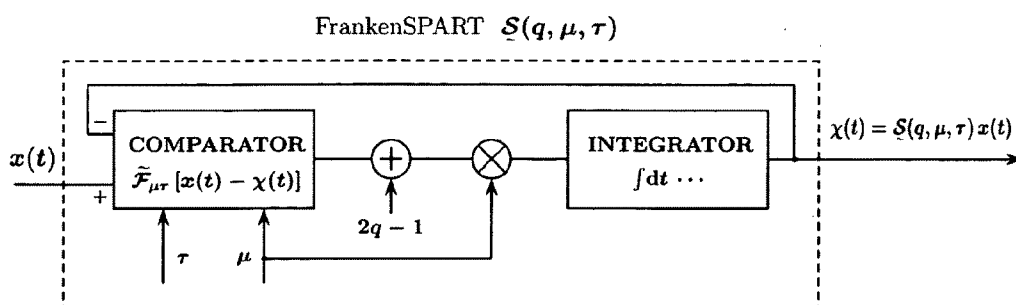 FrankenSPART 𝓢(q, μ, τ)
x(t)
−
+
COMPARATOR
𝓕̃μτ [x(t) − χ(t)]
+
×
2q − 1
τ
μ
INTEGRATOR
∫dt ⋯
χ(t) = 𝓢(q, μ, τ) x(t)